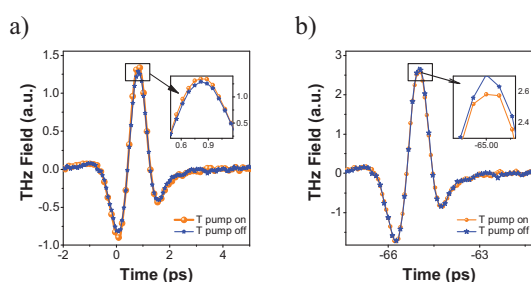 a)
b)
1.5
1.0
0.5
0.0
-0.5
-1.0
THz Field (a.u.)
1.0
0.5
0.6 0.9
T pump on
T pump off
-2 0 2 4
Time (ps)
3
2
1
0
-1
THz Field (a.u.)
2.6
2.4
-65.00
T pump on
T pump off
-66 -63
Time (ps)